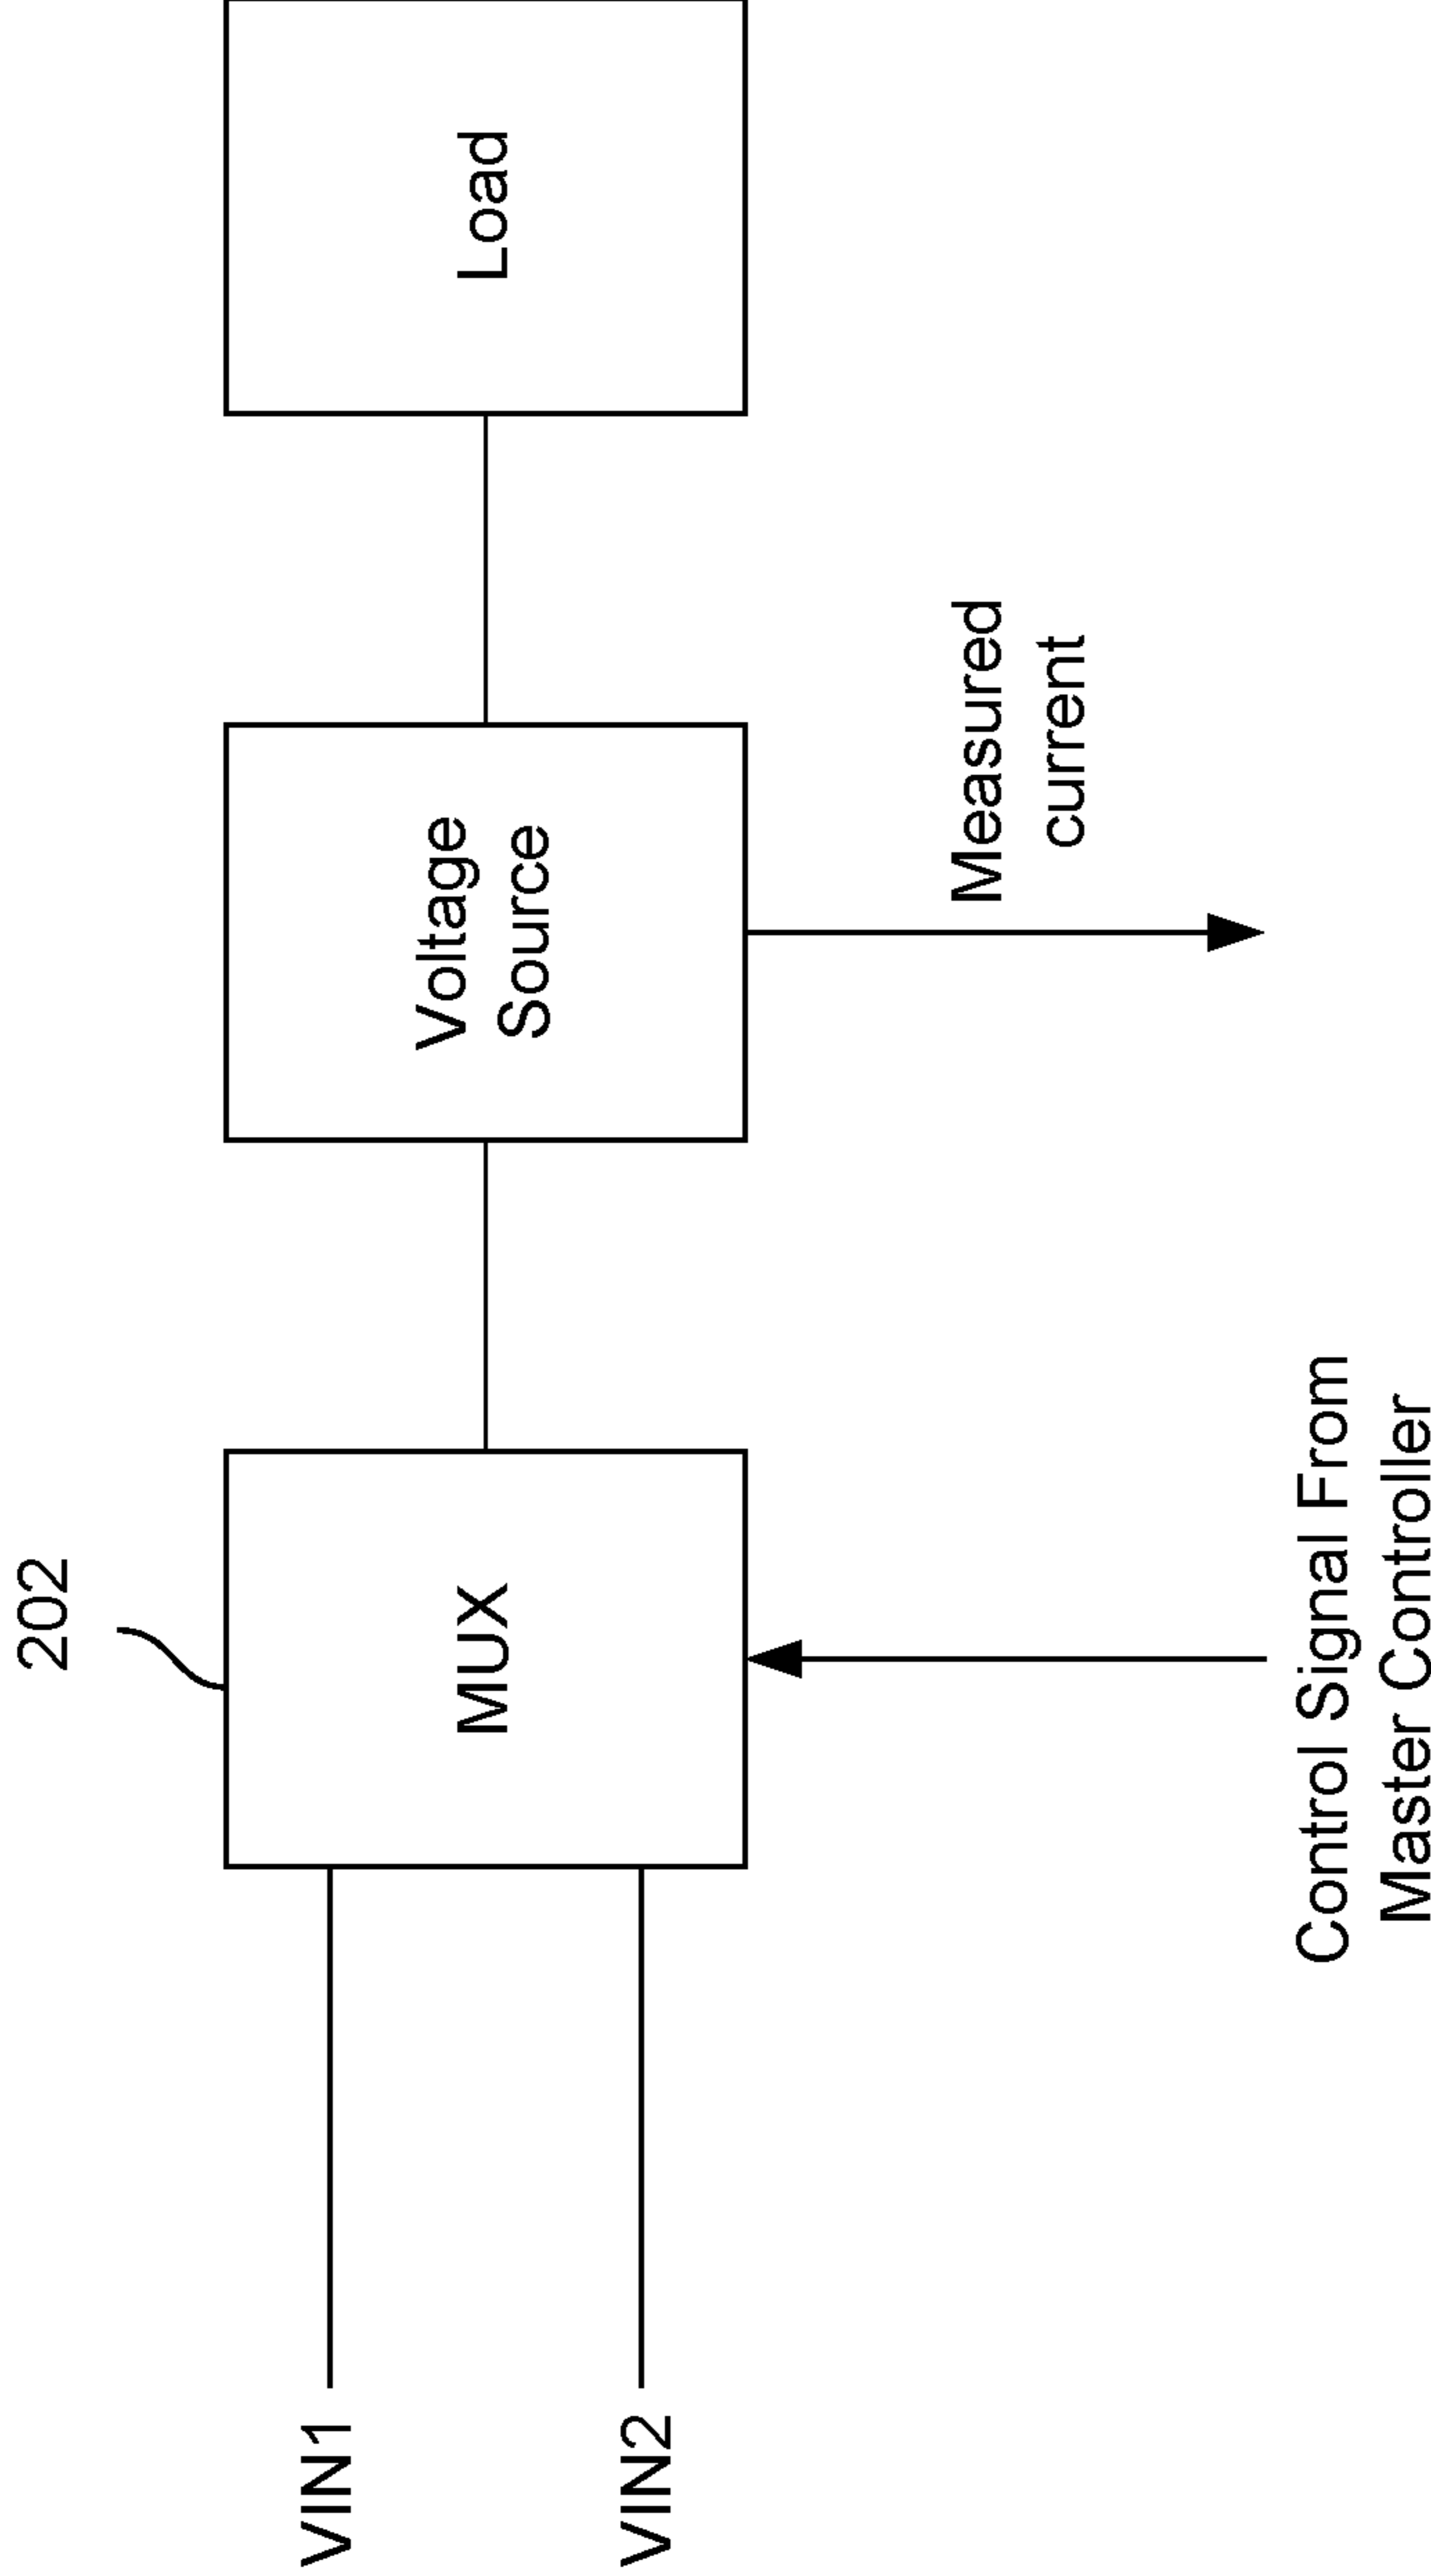 202
VIN1
VIN2
MUX
Voltage
Source
Load
Measured
current
Control Signal From
Master Controller